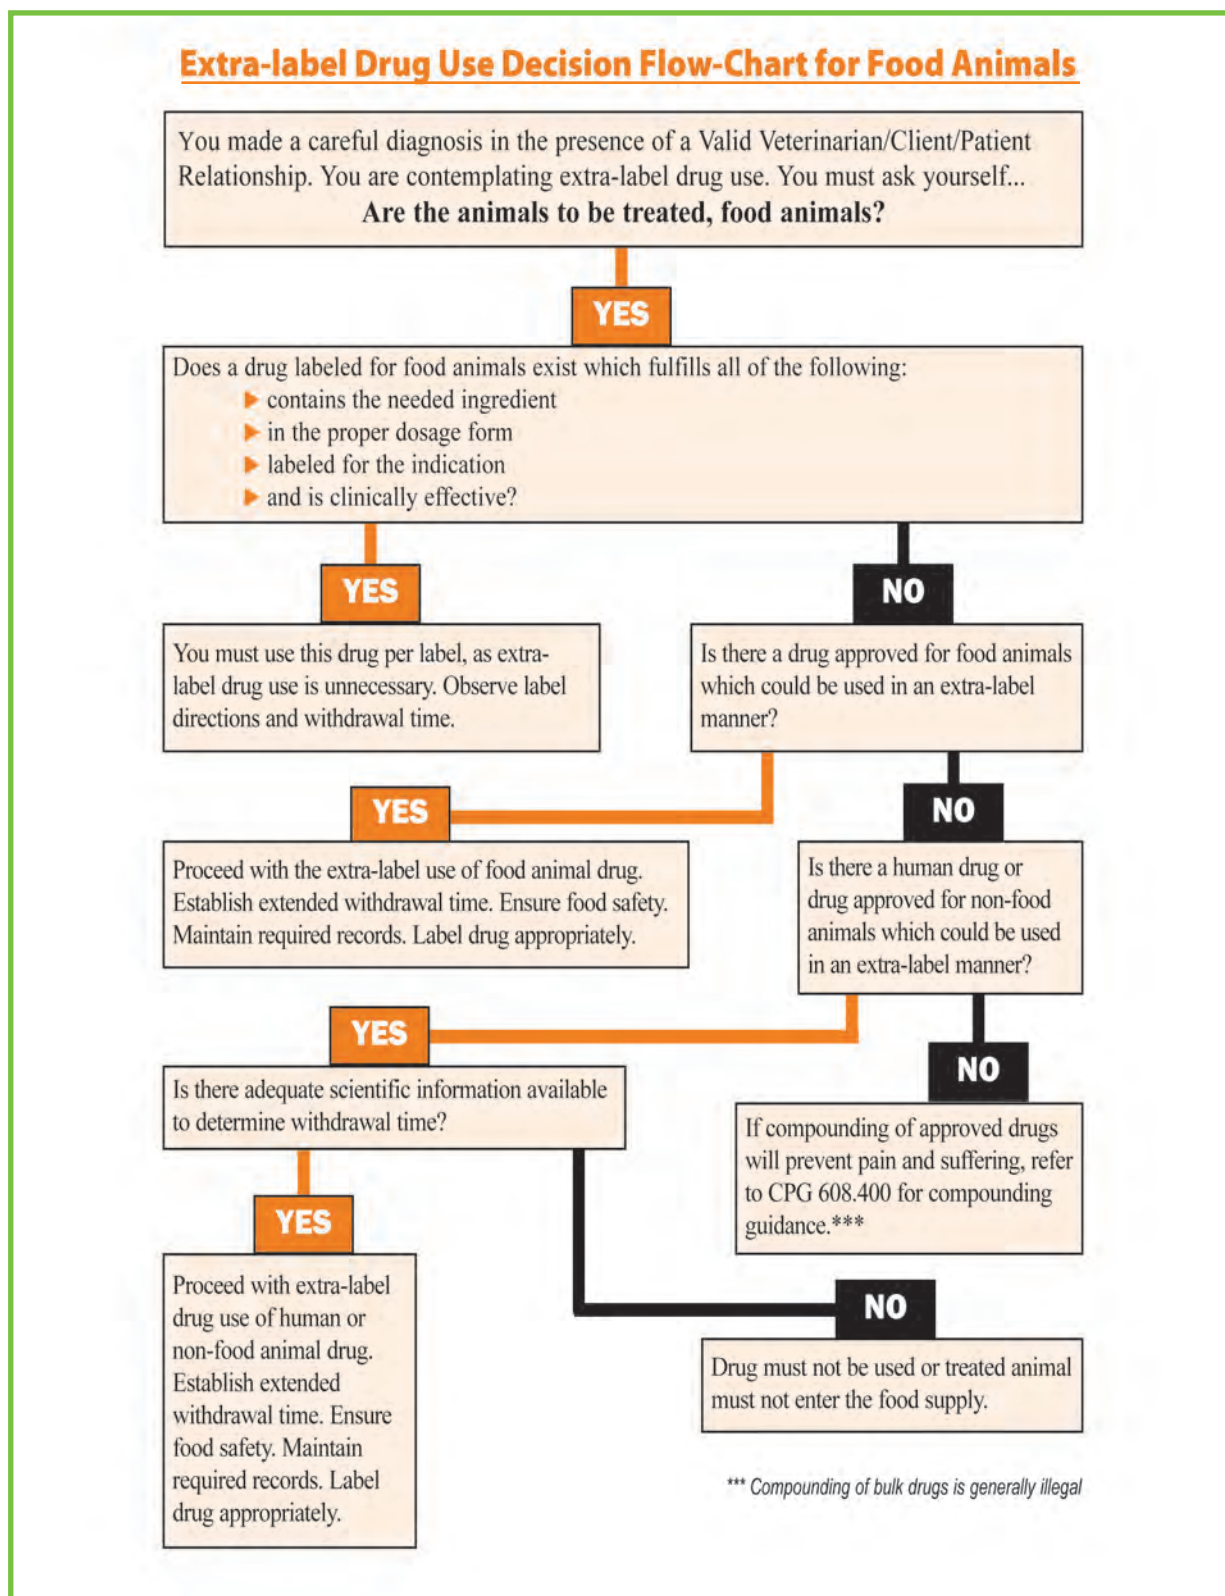 Extra-label Drug Use Decision Flow-Chart for Food Animals
You made a careful diagnosis in the presence of a Valid Veterinarian/Client/Patient
Relationship. You are contemplating extra-label drug use. You must ask yourself...
Are the animals to be treated, food animals?
YES
Does a drug labeled for food animals exist which fulfills all of the following:
contains the needed ingredient
in the proper dosage form
labeled for the indication
and is clinically effective?
YES
You must use this drug per label, as extra-
label drug use is unnecessary. Observe label
directions and withdrawal time.
NO
Is there a drug approved for food animals
which could be used in an extra-label
manner?
YES
Proceed with the extra-label use of food animal drug.
Establish extended withdrawal time. Ensure food safety.
Maintain required records. Label drug appropriately.
NO
Is there a human drug or
drug approved for non-food
animals which could be used
in an extra-label manner?
YES
Is there adequate scientific information available
to determine withdrawal time?
NO
If compounding of approved drugs
will prevent pain and suffering, refer
to CPG 608.400 for compounding
guidance.***
YES
Proceed with extra-label
drug use of human or
non-food animal drug.
Establish extended
withdrawal time. Ensure
food safety. Maintain
required records. Label
drug appropriately.
NO
Drug must not be used or treated animal
must not enter the food supply.
*** Compounding of bulk drugs is generally illegal